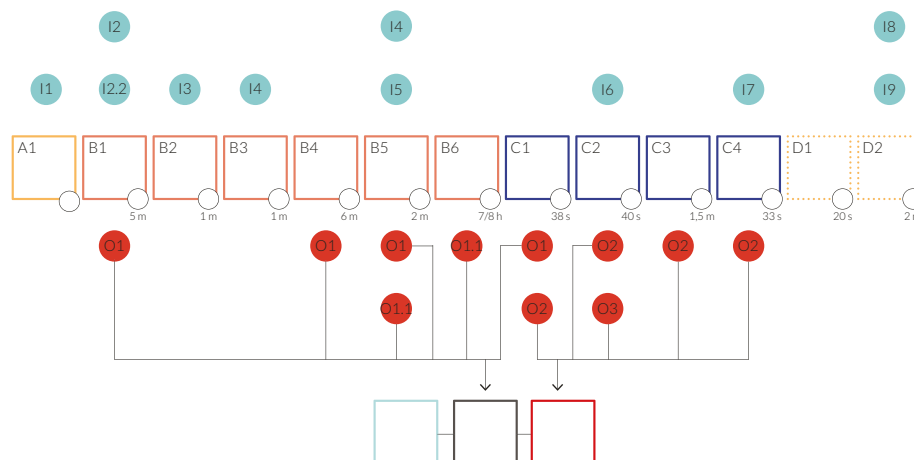 I2 I4 I8
I1 I2.2 I3 I4 I5 I6 I7 I9
A1 B1 B2 B3 B4 B5 B6 C1 C2 C3 C4 D1 D2
5 m 1 m 1 m 6 m 2 m 7/8 h 38 s 40 s 1,5 m 33 s 20 s
O1 O1 O1 O1.1 O1 O2 O2 O2
O1.1 O2 O3